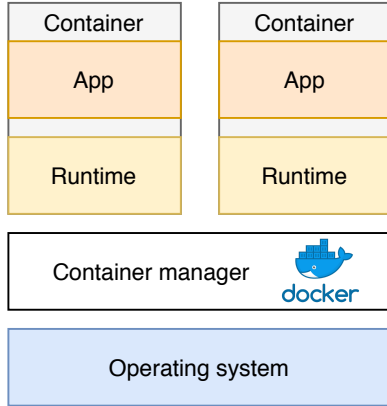 Container Container
App App
Runtime Runtime
Container manager
docker
Operating system